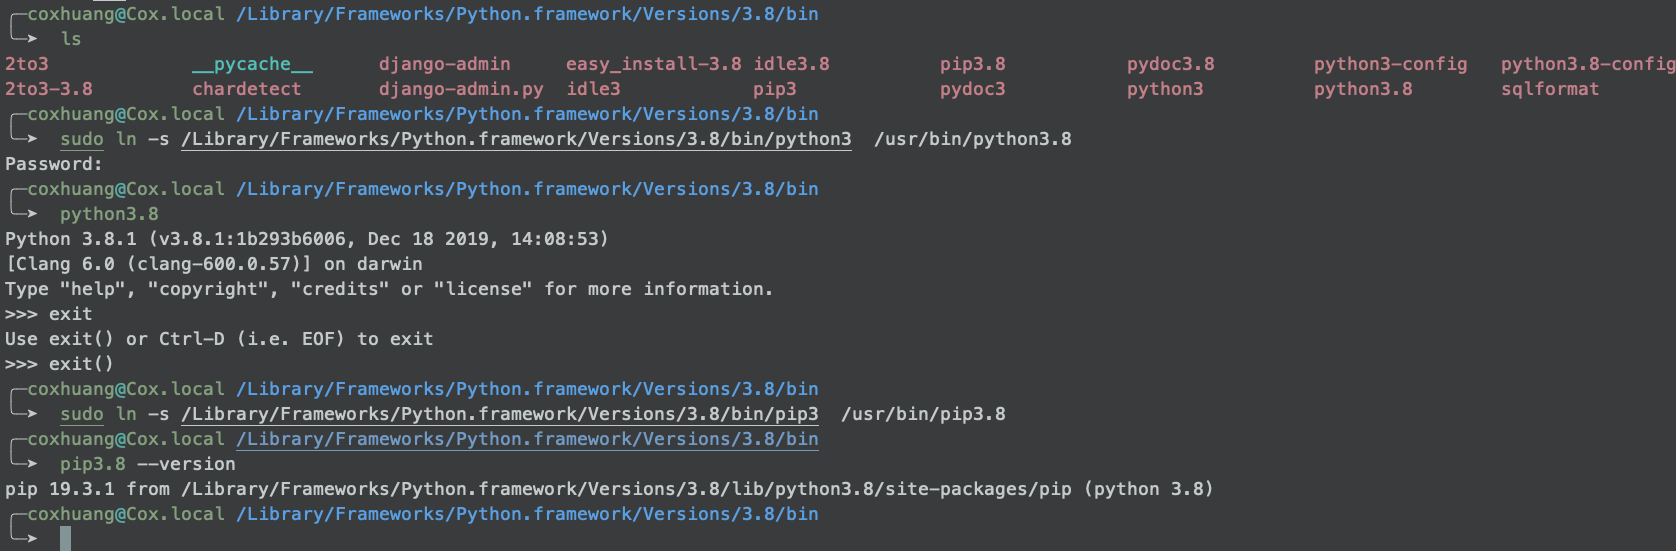 coxhuang@Cox.local /Library/Frameworks/Python.framework/Versions/3.8/bin
ls
2to3 __pycache__ django-admin easy_install-3.8 idle3.8 pip3.8 pydoc3.8 python3-config python3.8-config
2to3-3.8 chardetect django-admin.py idle3 pip3 pydoc3 python3 python3.8 sqlformat
coxhuang@Cox.local /Library/Frameworks/Python.framework/Versions/3.8/bin
sudo ln -s /Library/Frameworks/Python.framework/Versions/3.8/bin/python3 /usr/bin/python3.8
Password:
coxhuang@Cox.local /Library/Frameworks/Python.framework/Versions/3.8/bin
python3.8
Python 3.8.1 (v3.8.1:1b293b6006, Dec 18 2019, 14:08:53)
[Clang 6.0 (clang-600.0.57)] on darwin
Type "help", "copyright", "credits" or "license" for more information.
>>> exit
Use exit() or Ctrl-D (i.e. EOF) to exit
>>> exit()
coxhuang@Cox.local /Library/Frameworks/Python.framework/Versions/3.8/bin
sudo ln -s /Library/Frameworks/Python.framework/Versions/3.8/bin/pip3 /usr/bin/pip3.8
coxhuang@Cox.local /Library/Frameworks/Python.framework/Versions/3.8/bin
pip3.8 --version
pip 19.3.1 from /Library/Frameworks/Python.framework/Versions/3.8/lib/python3.8/site-packages/pip (python 3.8)
coxhuang@Cox.local /Library/Frameworks/Python.framework/Versions/3.8/bin